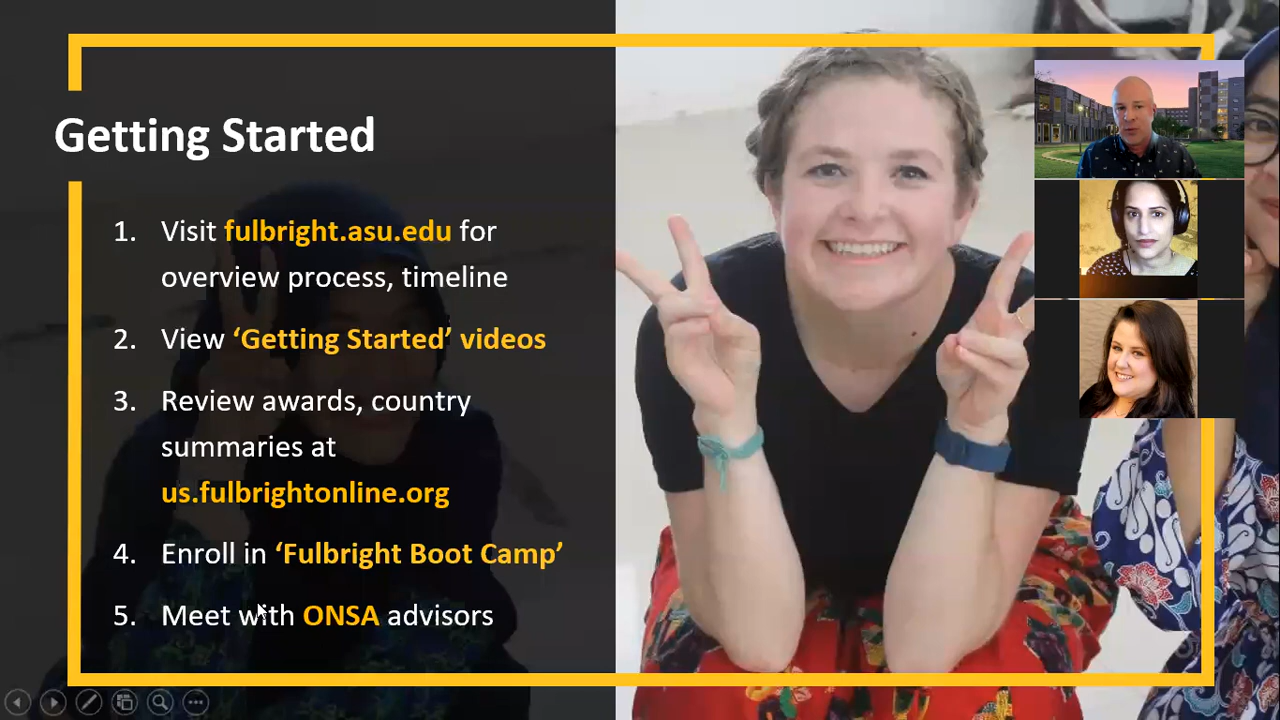 Getting Started
1. Visit fulbright.asu.edu for
overview process, timeline
2. View ‘Getting Started’ videos
3. Review awards, country
summaries at
us.fulbrightonline.org
4. Enroll in ‘Fulbright Boot Camp’
5. Meet with ONSA advisors